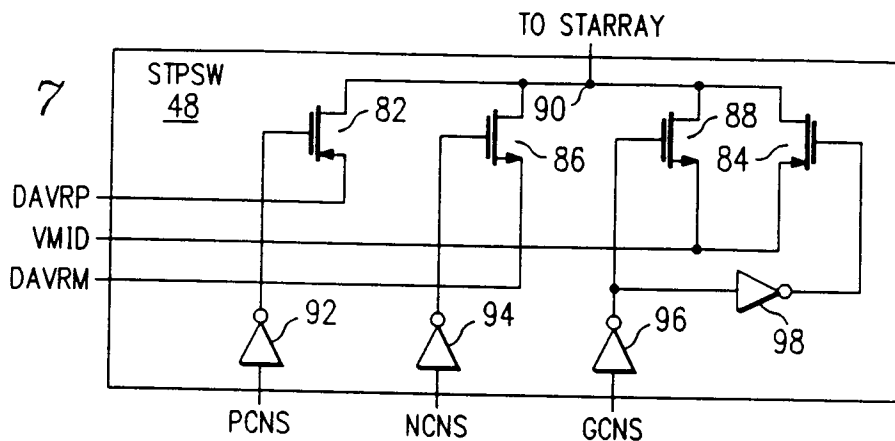 TO STARRAY
7
STPSW
48
82
86
90
88
84
DAVRP
VMID
DAVRM
92
94
96
98
PCNS
NCNS
GCNS